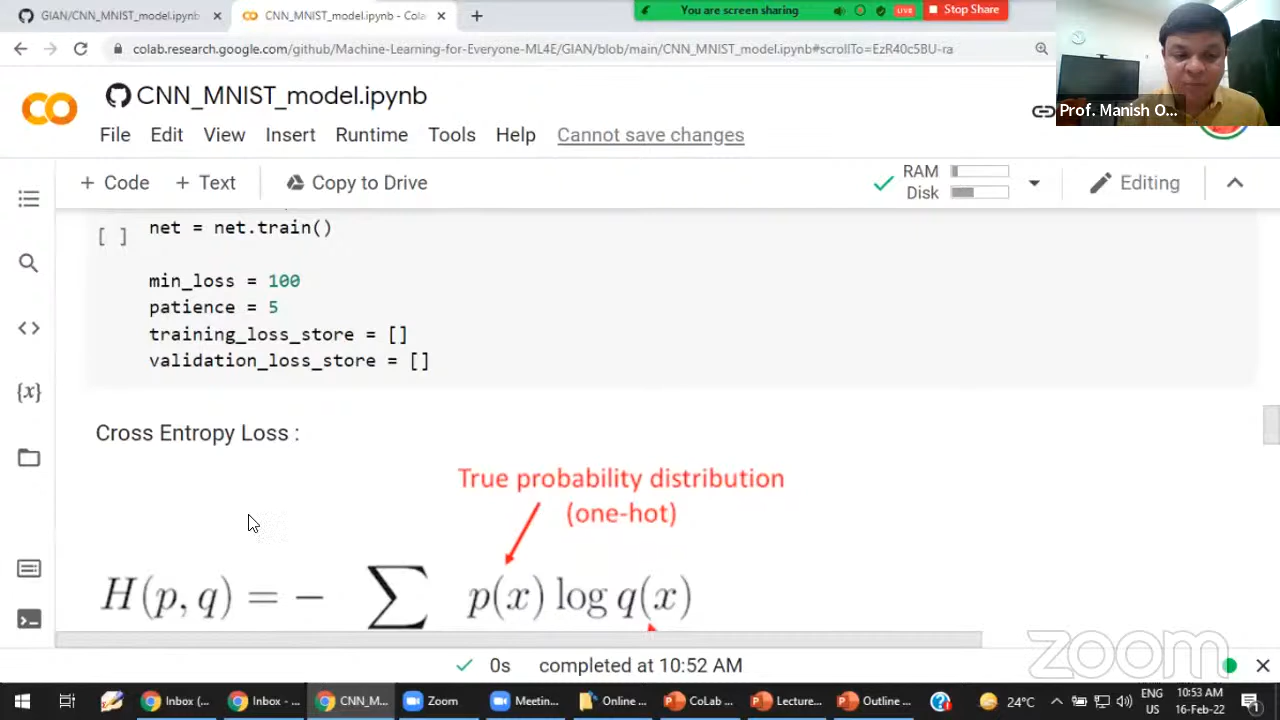 GIAN/CNN_MNIST_model.ipynb
CNN_MNIST_model.ipynb - Cola
You are screen sharing
LIVE
Stop Share
colab.research.google.com/github/Machine-Learning-for-Everyone-ML4E/GIAN/blob/main/CNN_MNIST_model.ipynb#scrollTo=EzR40c5BU-ra
CNN_MNIST_model.ipynb
Prof. Manish O...
File Edit View Insert Runtime Tools Help Cannot save changes
+ Code + Text Copy to Drive
RAM
Disk
Editing
[ ] net = net.train()
min_loss = 100
patience = 5
training_loss_store = []
validation_loss_store = []
Cross Entropy Loss :
True probability distribution
(one-hot)
H(p, q) = − ∑ p(x) log q(x)
zoom
0s completed at 10:52 AM
Inbox (...
Inbox - ...
CNN_M...
Zoom
Meetin...
Online ...
CoLab ...
Lecture...
Outline ...
24°C
ENG
US
10:53 AM
16-Feb-22
1